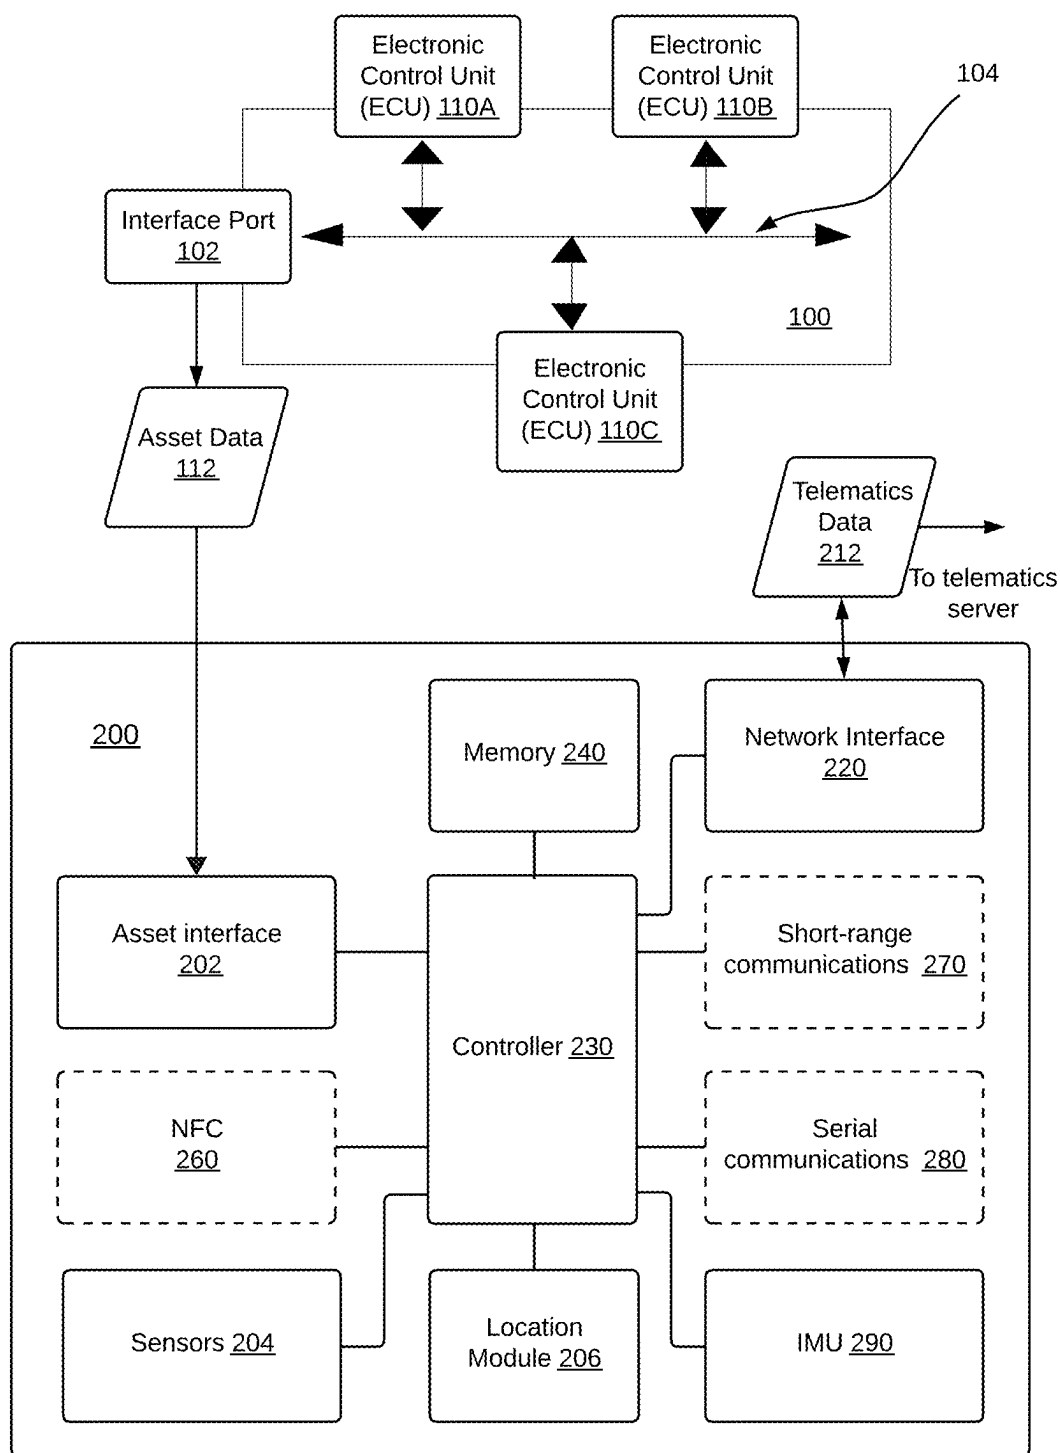 Electronic
Control Unit
(ECU) 110A
Electronic
Control Unit
(ECU) 110B
104
Interface Port
102
100
Electronic
Control Unit
(ECU) 110C
Asset Data
112
Telematics
Data
212
To telematics
server
200
Memory 240
Network Interface
220
Asset interface
202
Short-range
communications 270
Controller 230
NFC
260
Serial
communications 280
Sensors 204
Location
Module 206
IMU 290